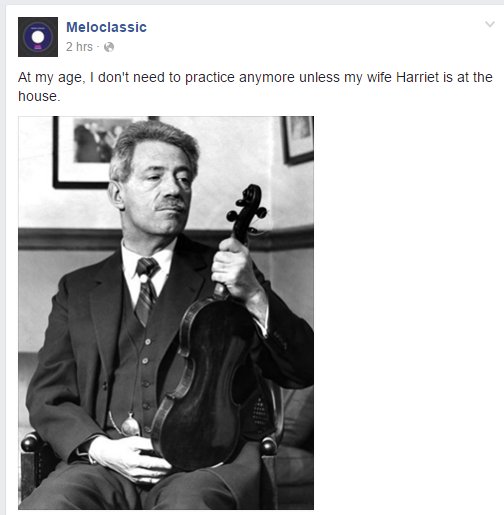 Meloclassic
2 hrs ·
At my age, I don't need to practice anymore unless my wife Harriet is at the
house.